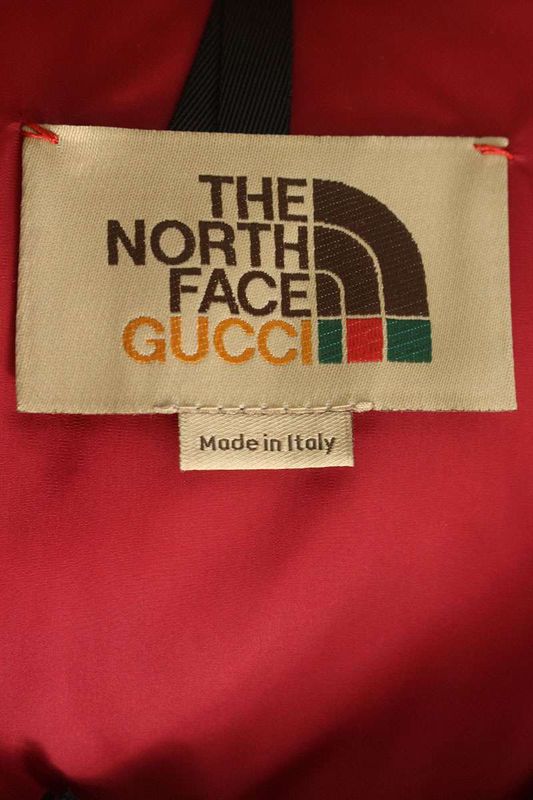 THE
NORTH
FACE
GUCCI
Made in Italy